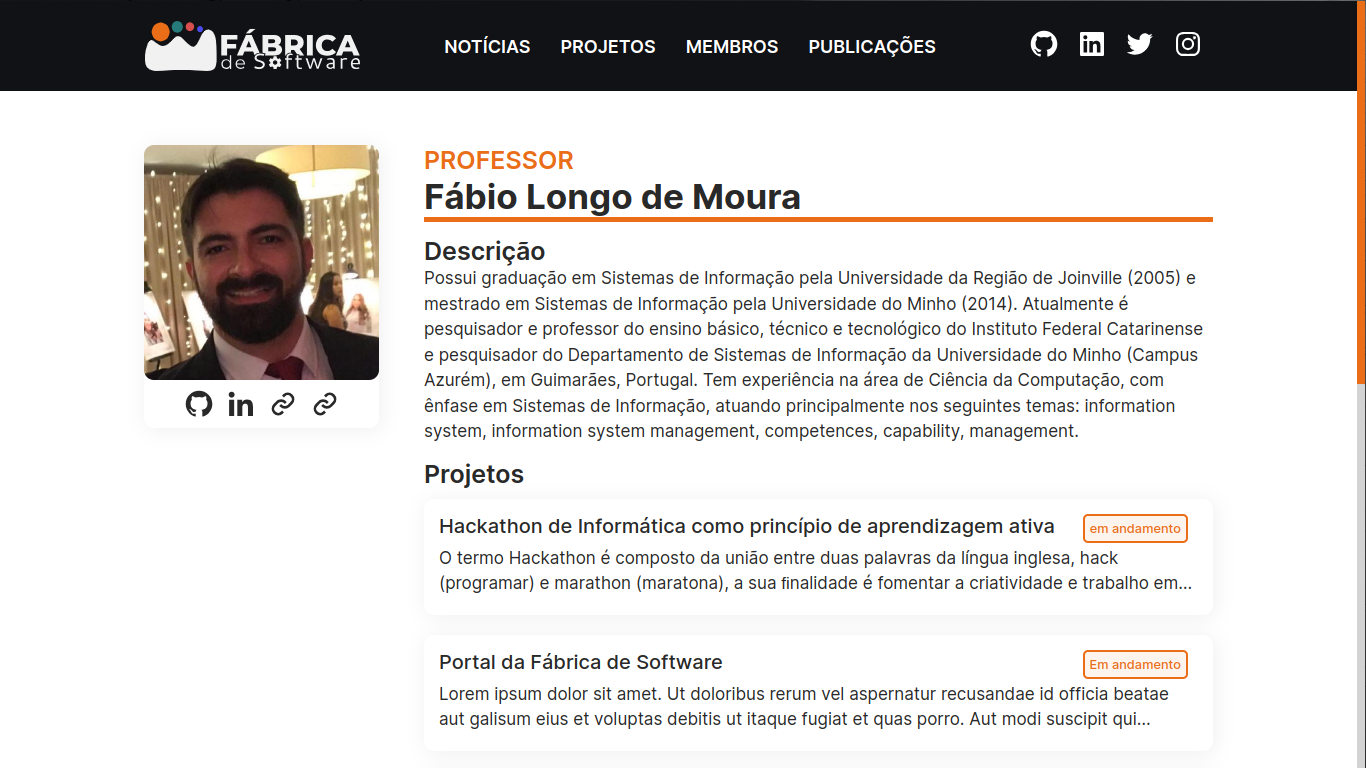 FÁBRICA
de Software
NOTÍCIAS PROJETOS MEMBROS PUBLICAÇÕES
PROFESSOR
Fábio Longo de Moura
Descrição
Possui graduação em Sistemas de Informação pela Universidade da Região de Joinville (2005) e
mestrado em Sistemas de Informação pela Universidade do Minho (2014). Atualmente é
pesquisador e professor do ensino básico, técnico e tecnológico do Instituto Federal Catarinense
e pesquisador do Departamento de Sistemas de Informação da Universidade do Minho (Campus
Azurém), em Guimarães, Portugal. Tem experiência na área de Ciência da Computação, com
ênfase em Sistemas de Informação, atuando principalmente nos seguintes temas: information
system, information system management, competences, capability, management.
Projetos
Hackathon de Informática como princípio de aprendizagem ativa
em andamento
O termo Hackathon é composto da união entre duas palavras da língua inglesa, hack
(programar) e marathon (maratona), a sua finalidade é fomentar a criatividade e trabalho em...
Portal da Fábrica de Software
Em andamento
Lorem ipsum dolor sit amet. Ut doloribus rerum vel aspernatur recusandae id officia beatae
aut galisum eius et voluptas debitis ut itaque fugiat et quas porro. Aut modi suscipit qui...